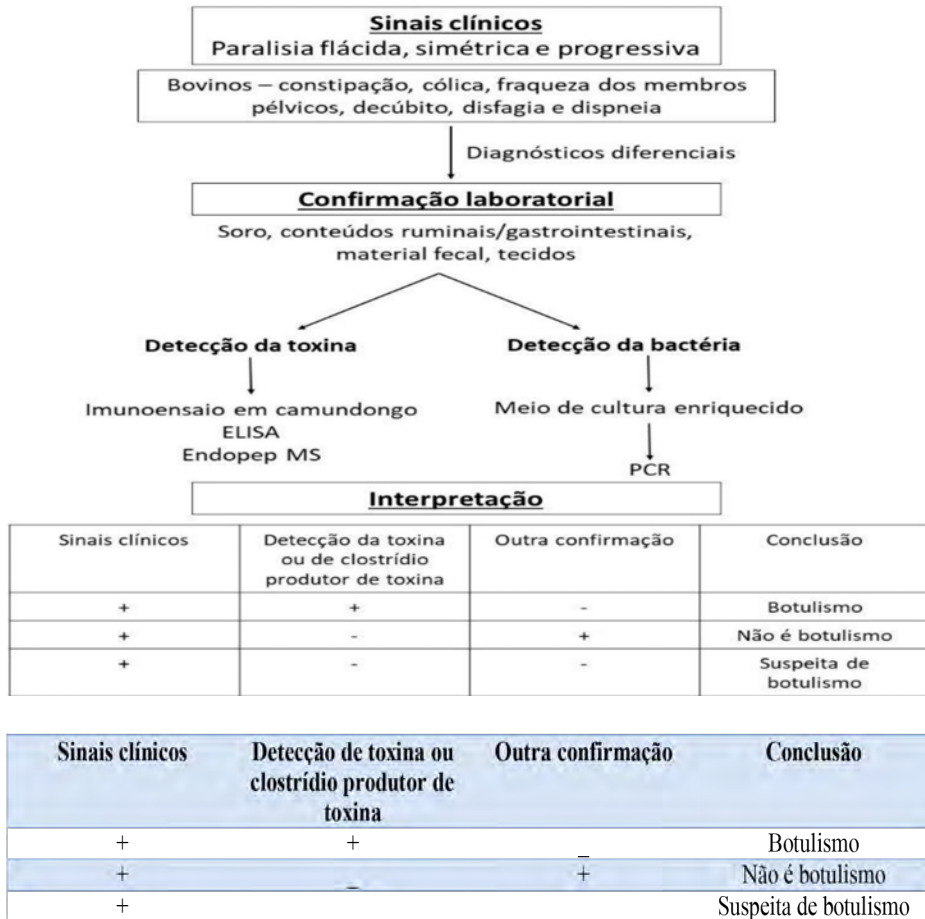 Sinais clínicos
Paralisia flácida, simétrica e progressiva
Bovinos – constipação, cólica, fraqueza dos membros
pélvicos, decúbito, disfagia e dispneia
Diagnósticos diferenciais
Confirmação laboratorial
Soro, conteúdos ruminais/gastrointestinais,
material fecal, tecidos
Detecção da toxina
Detecção da bactéria
Imunoensaio em camundongo
ELISA
Endopep MS
Meio de cultura enriquecido
PCR
Interpretação
Sinais clínicos Detecção da toxina Outra confirmação Conclusão
ou de clostrídio
produtor de toxina
+ + - Botulismo
+ - + Não é botulismo
+ - - Suspeita de
botulismo
Sinais clínicos Detecção de toxina ou Outra confirmação Conclusão
clostrídio produtor de
toxina
+ + _ Botulismo
+ _ + Não é botulismo
+ Suspeita de botulismo